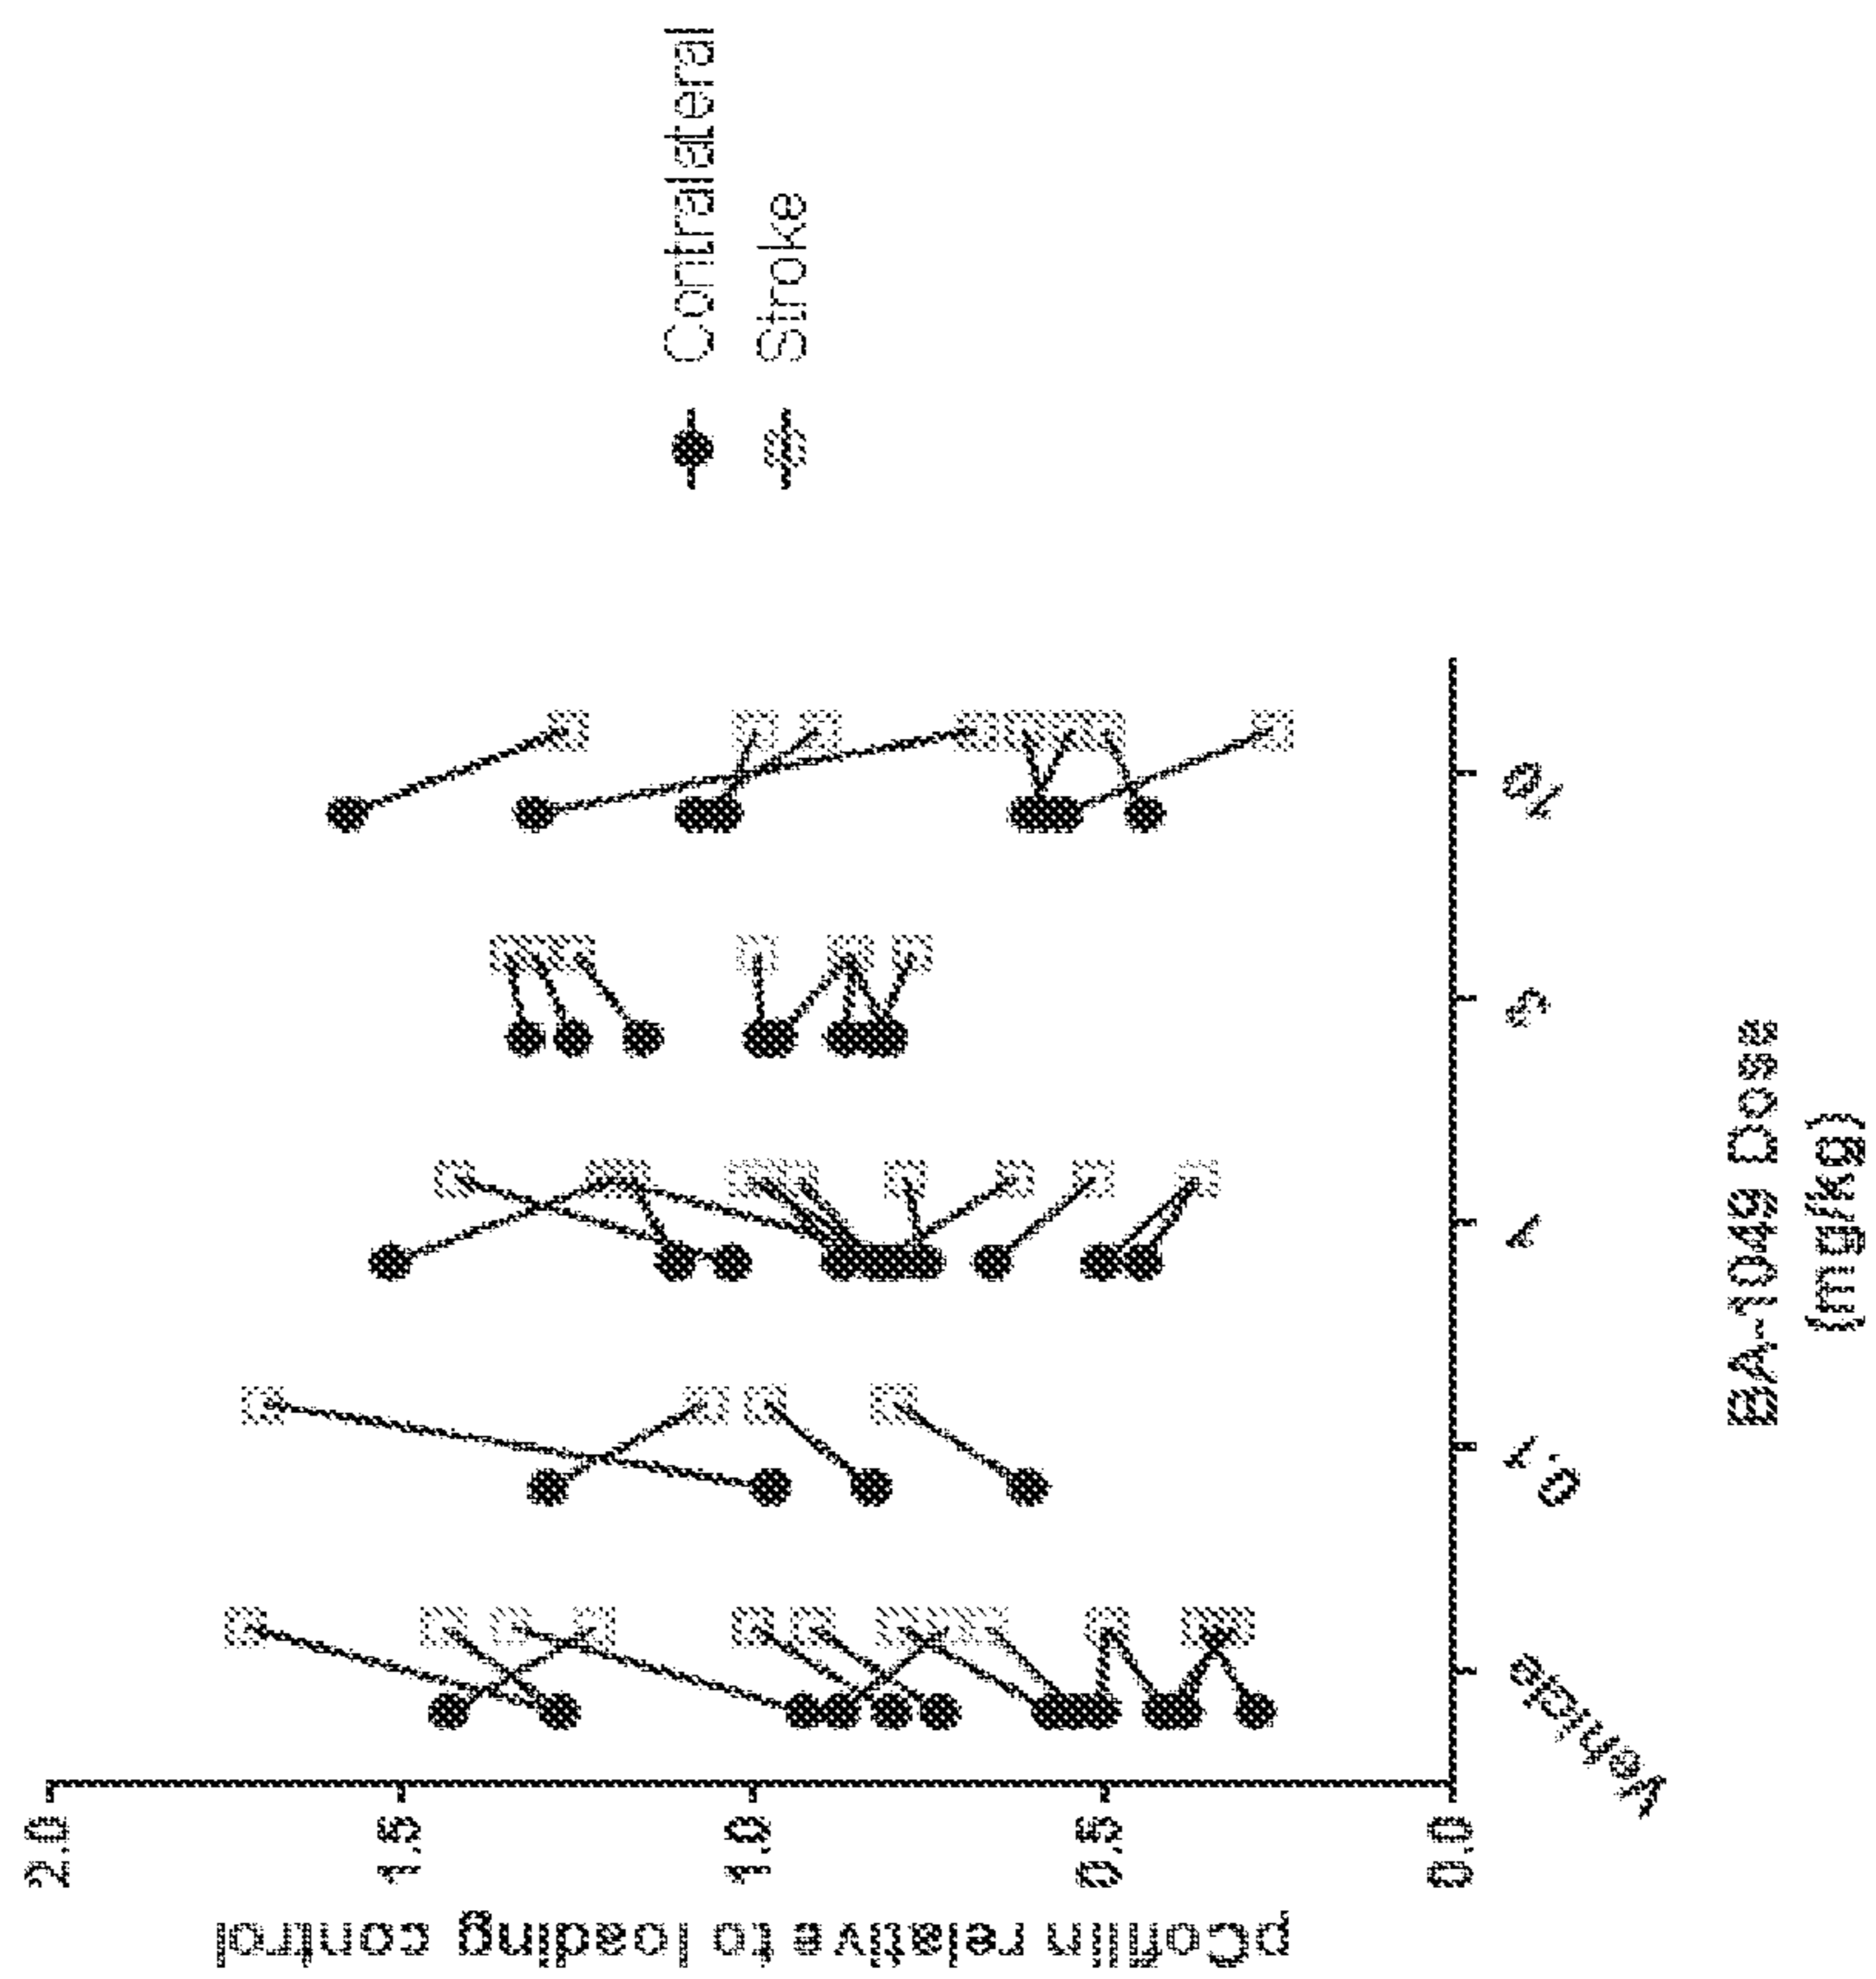 pCofilin relative to loading control
2.0
1.5
1.0
0.5
0.0
Vehicle
0.1
1
3
10
BA-1049 Dose
(mg/kg)
Contralateral
Stroke